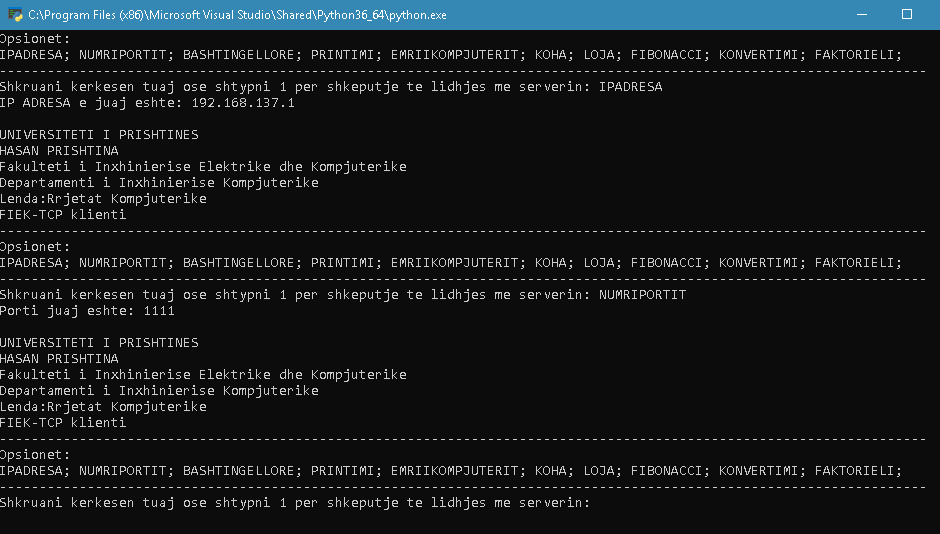 C:\Program Files (x86)\Microsoft Visual Studio\Shared\Python36_64\python.exe
Opsionet:
IPADRESA; NUMRIPORTIT; BASHTINGELLORE; PRINTIMI; EMRIIKOMPJUTERIT; KOHA; LOJA; FIBONACCI; KONVERTIMI; FAKTORIELI;
--------------------------------------------------------------------------------------------------------------------
Shkruani kerkesen tuaj ose shtypni 1 per shkeputje te lidhjes me serverin: IPADRESA
IP ADRESA e juaj eshte: 192.168.137.1
UNIVERSITETI I PRISHTINES
HASAN PRISHTINA
Fakulteti i Inxhinierise Elektrike dhe Kompjuterike
Departamenti i Inxhinierise Kompjuterike
Lenda:Rrjetat Kompjuterike
FIEK-TCP klienti
--------------------------------------------------------------------------------------------------------------------
Opsionet:
IPADRESA; NUMRIPORTIT; BASHTINGELLORE; PRINTIMI; EMRIIKOMPJUTERIT; KOHA; LOJA; FIBONACCI; KONVERTIMI; FAKTORIELI;
--------------------------------------------------------------------------------------------------------------------
Shkruani kerkesen tuaj ose shtypni 1 per shkeputje te lidhjes me serverin: NUMRIPORTIT
Porti juaj eshte: 1111
UNIVERSITETI I PRISHTINES
HASAN PRISHTINA
Fakulteti i Inxhinierise Elektrike dhe Kompjuterike
Departamenti i Inxhinierise Kompjuterike
Lenda:Rrjetat Kompjuterike
FIEK-TCP klienti
--------------------------------------------------------------------------------------------------------------------
Opsionet:
IPADRESA; NUMRIPORTIT; BASHTINGELLORE; PRINTIMI; EMRIIKOMPJUTERIT; KOHA; LOJA; FIBONACCI; KONVERTIMI; FAKTORIELI;
--------------------------------------------------------------------------------------------------------------------
Shkruani kerkesen tuaj ose shtypni 1 per shkeputje te lidhjes me serverin: